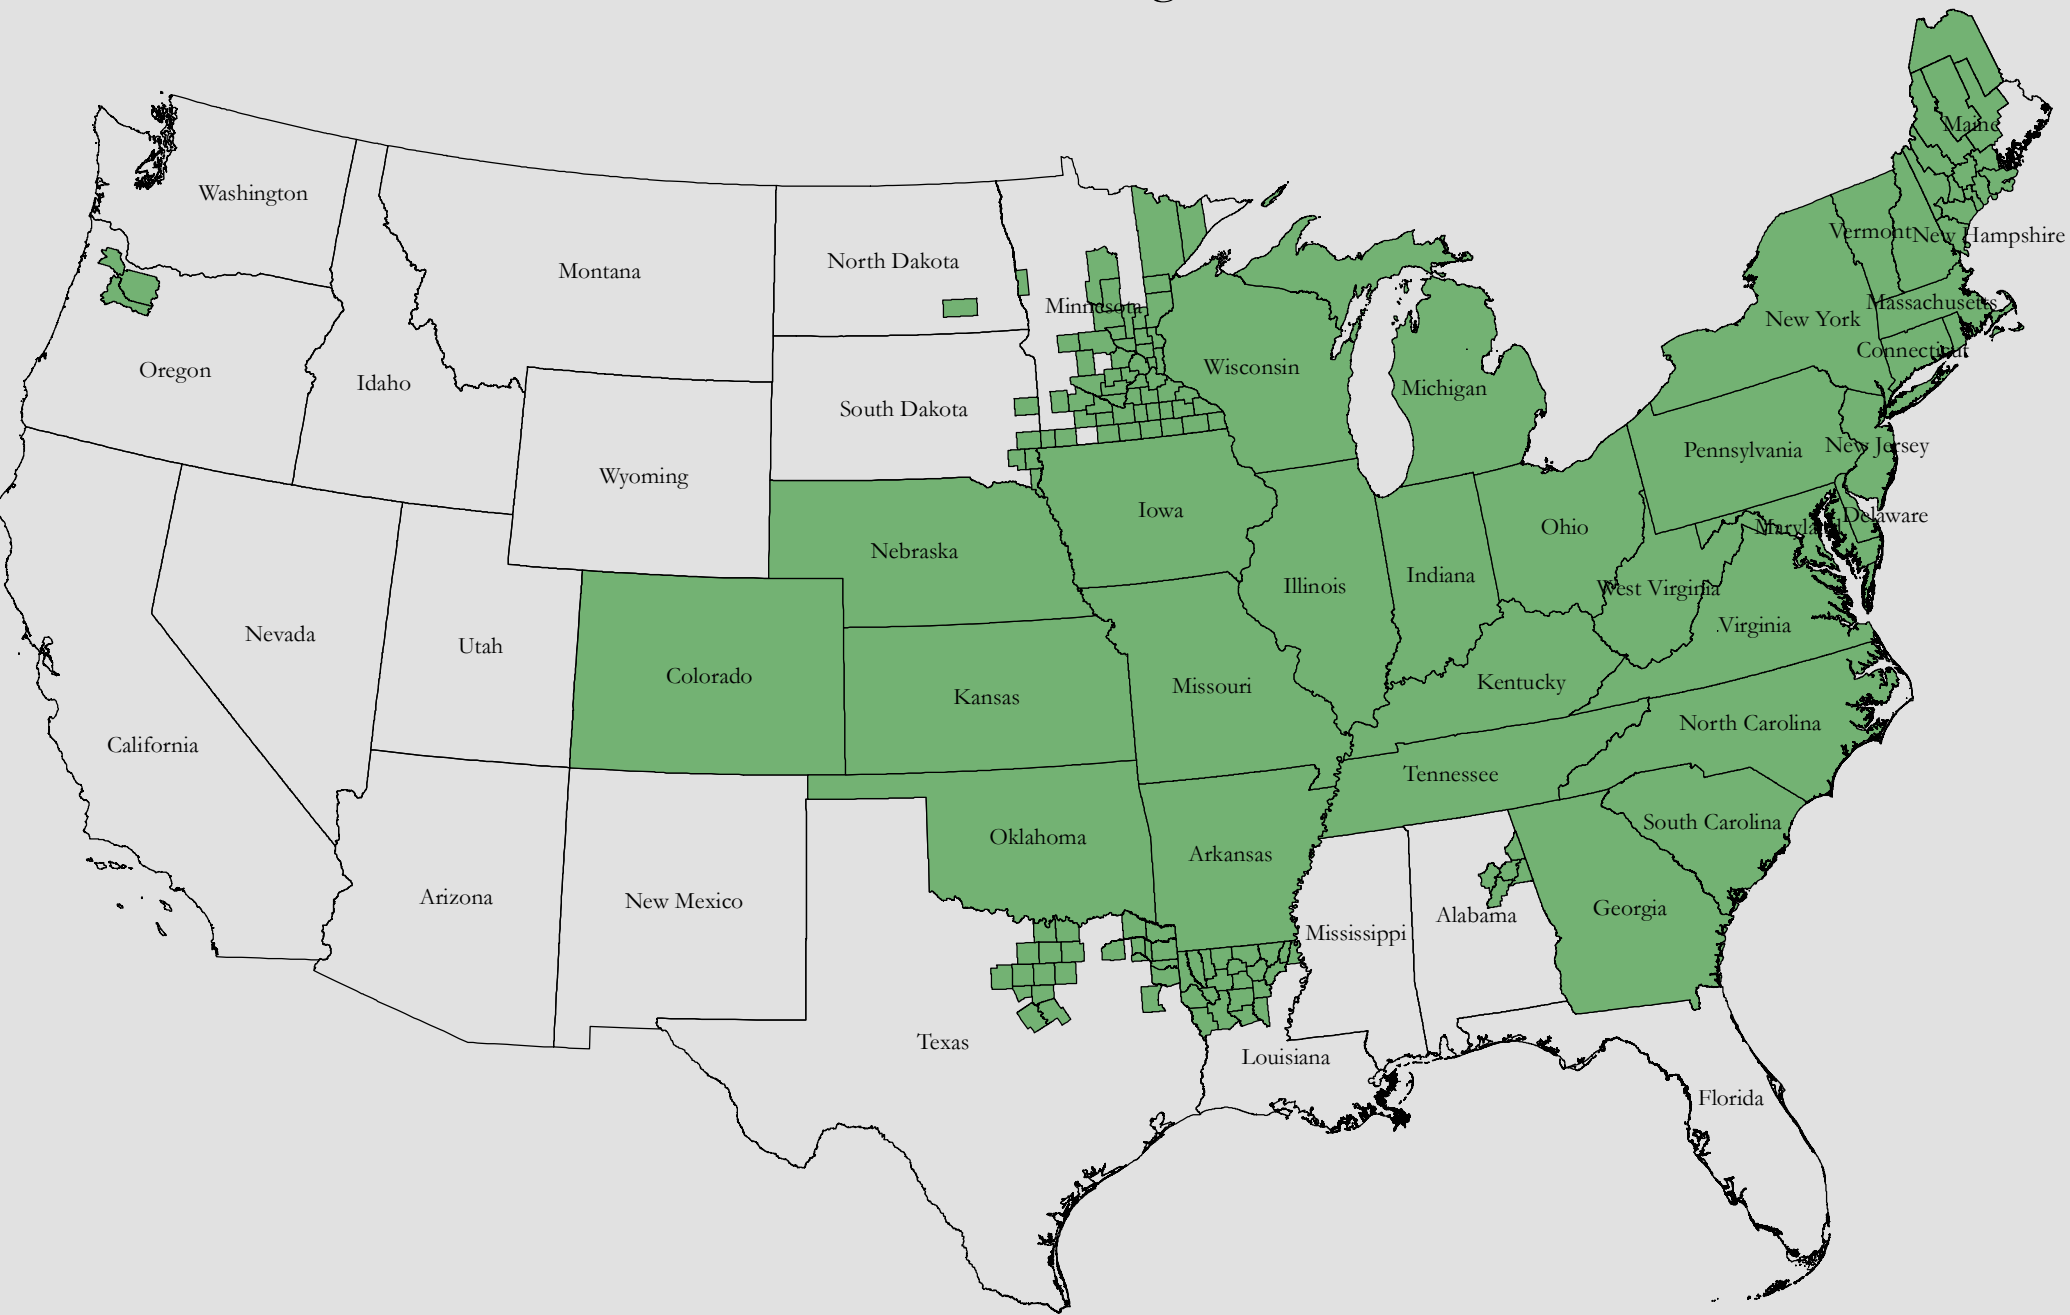 Maine
Washington
Vermont
New Hampshire
North Dakota
Montana
Massachusetts
Minnesota
New York
Connecticut
Oregon
Wisconsin
Idaho
Michigan
South Dakota
New Jersey
Pennsylvania
Wyoming
Iowa
Delaware
Maryland
Ohio
Nebraska
Indiana
Illinois
West Virginia
Virginia
Nevada
Utah
Colorado
Kentucky
Missouri
Kansas
North Carolina
California
Tennessee
South Carolina
Oklahoma
Arkansas
Arizona
New Mexico
Georgia
Alabama
Mississippi
Texas
Louisiana
Florida